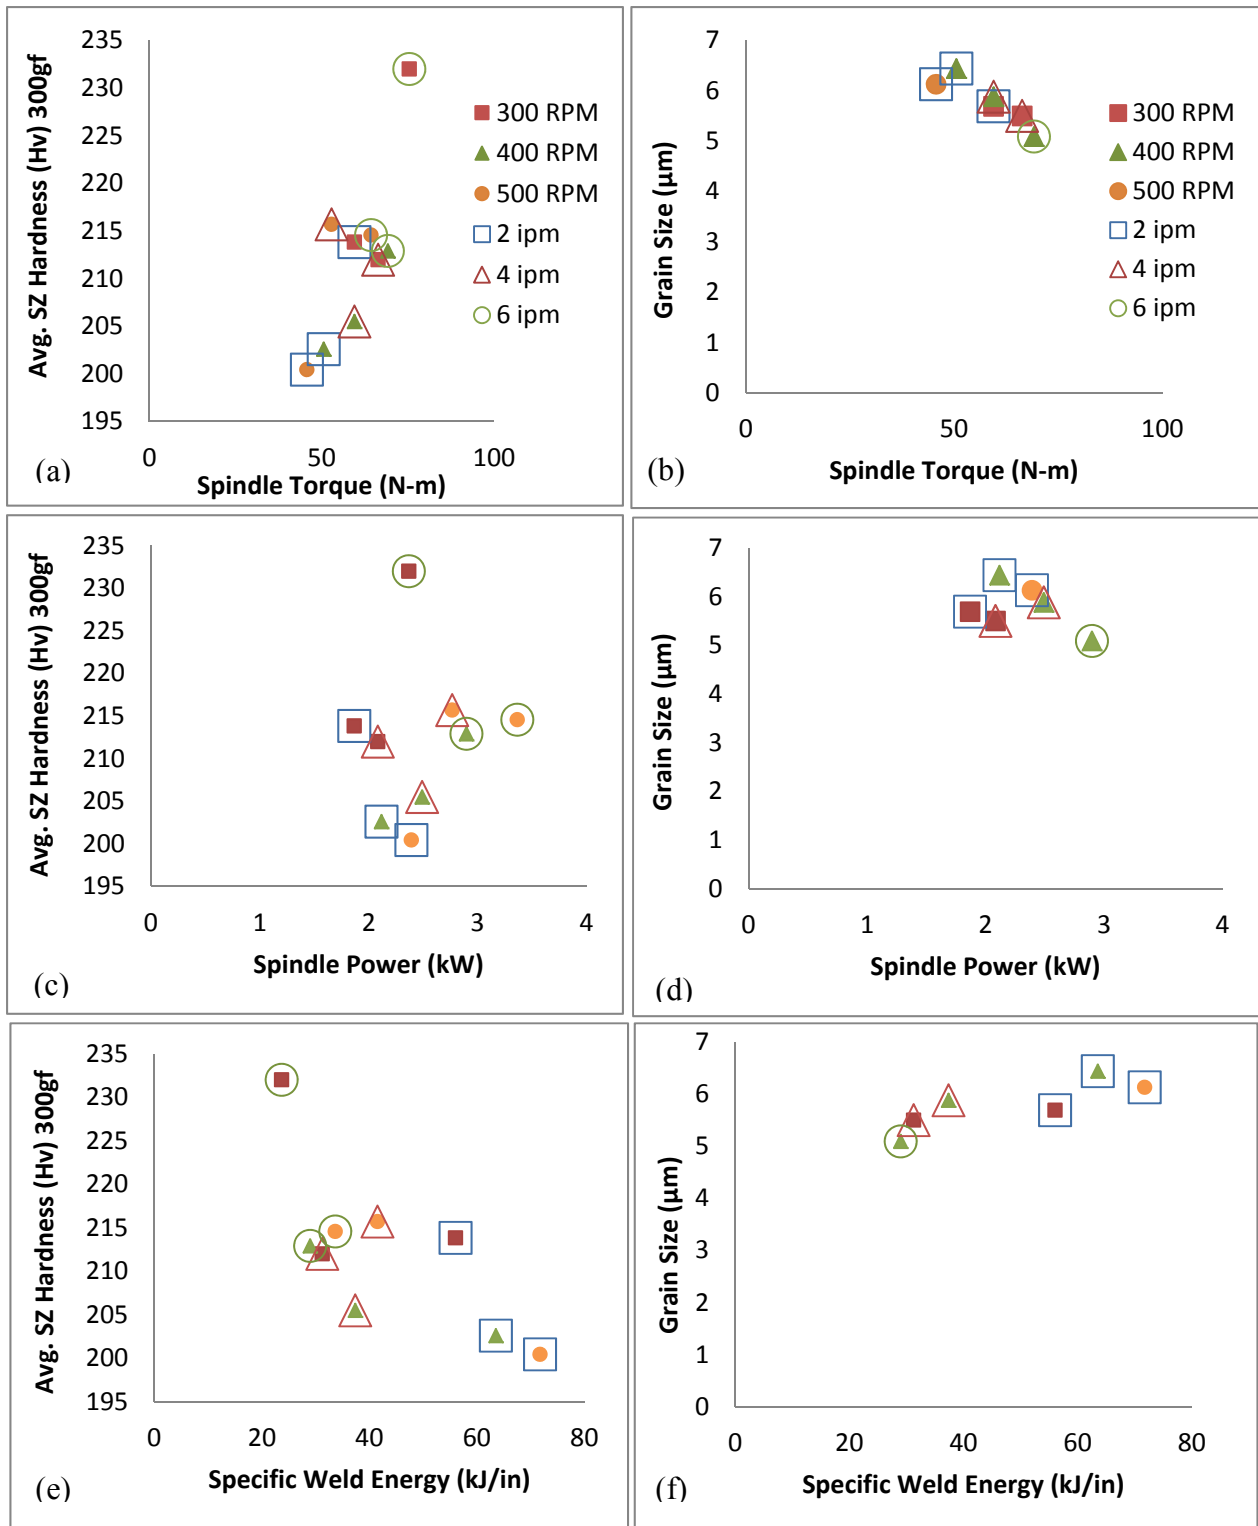 Avg. SZ Hardness (Hv) 300gf
235
230
225
220
215
210
205
200
195
0
50
100
Spindle Torque (N-m)
300 RPM
400 RPM
500 RPM
2 ipm
4 ipm
6 ipm
(a)
Grain Size (µm)
7
6
5
4
3
2
1
0
0
50
100
Spindle Torque (N-m)
300 RPM
400 RPM
500 RPM
2 ipm
4 ipm
6 ipm
(b)
Avg. SZ Hardness (Hv) 300gf
235
230
225
220
215
210
205
200
195
0
1
2
3
4
Spindle Power (kW)
(c)
Grain Size (µm)
7
6
5
4
3
2
1
0
0
1
2
3
4
Spindle Power (kW)
(d)
Avg. SZ Hardness (Hv) 300gf
235
230
225
220
215
210
205
200
195
0
20
40
60
80
Specific Weld Energy (kJ/in)
(e)
Grain Size (µm)
7
6
5
4
3
2
1
0
0
20
40
60
80
Specific Weld Energy (kJ/in)
(f)